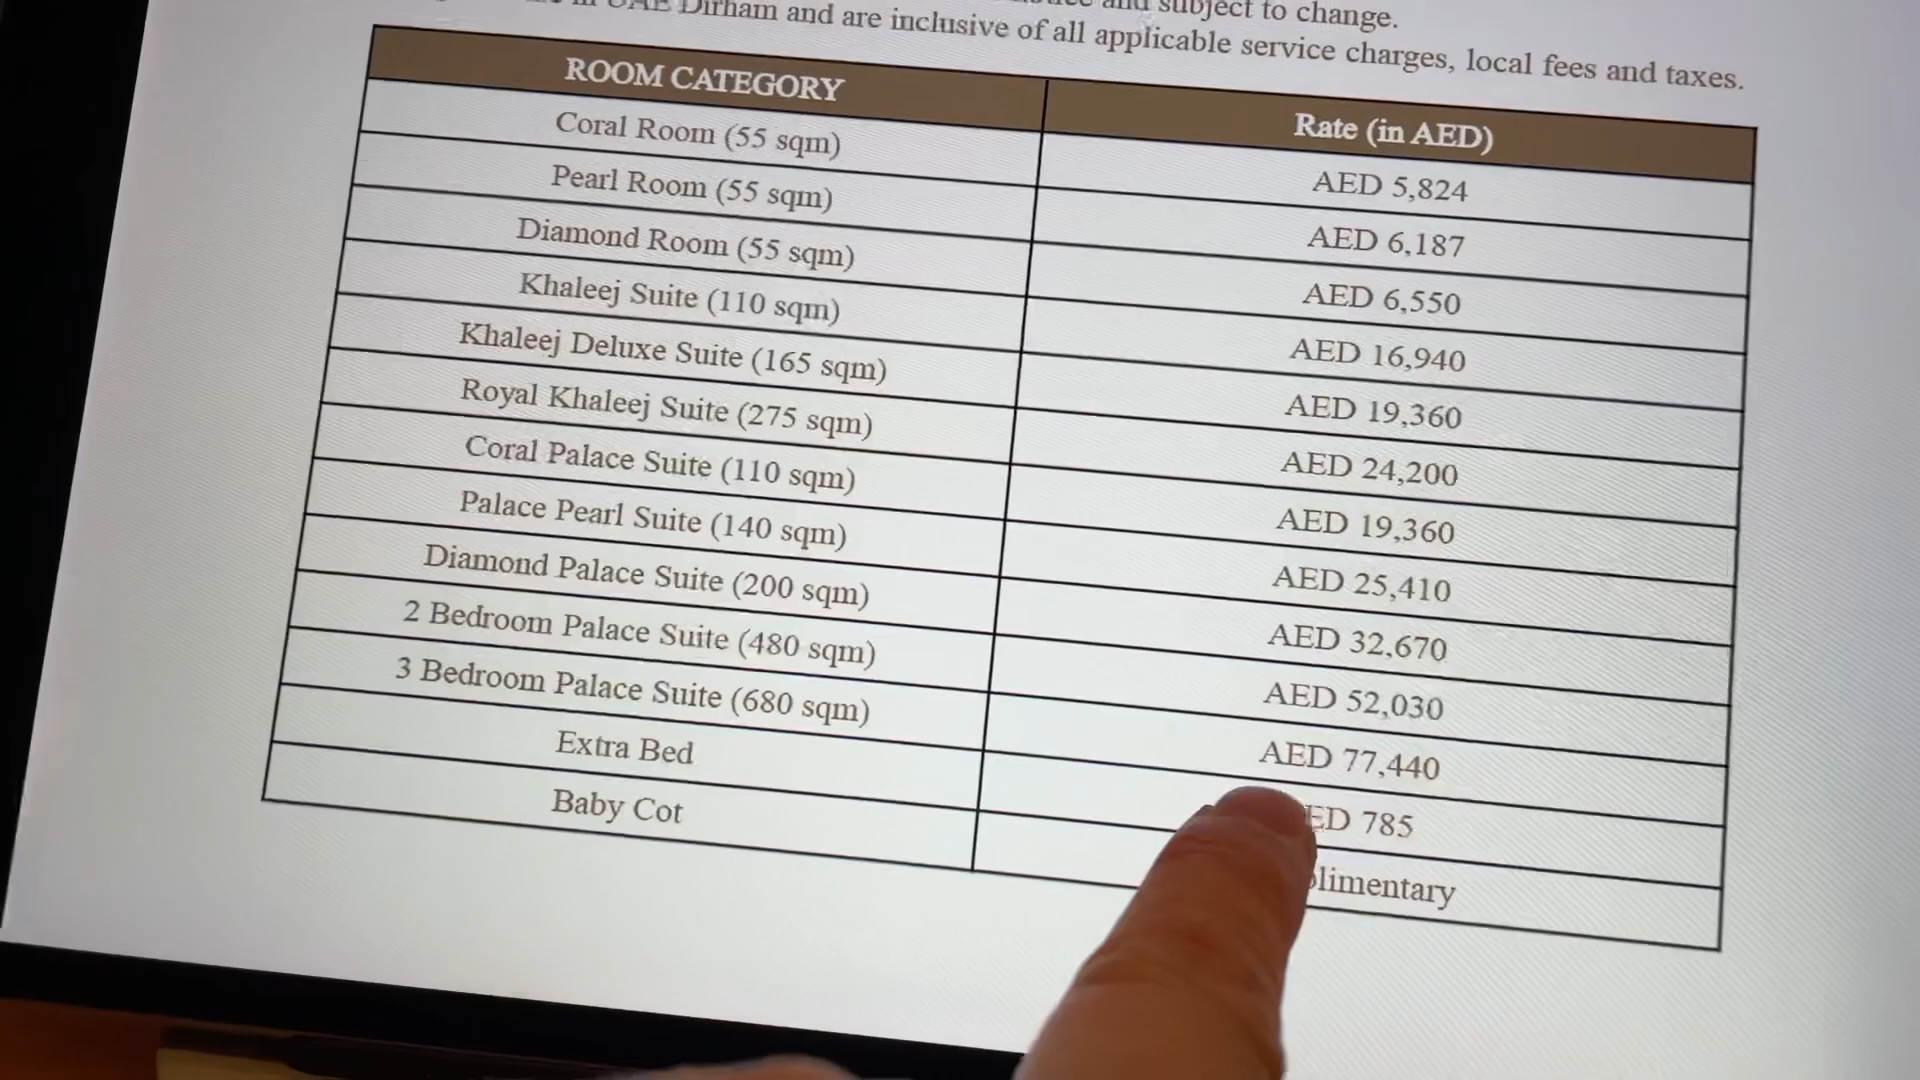 subject to change.
Dirham and are inclusive of all applicable service charges, local fees and taxes.
ROOM CATEGORY Rate (in AED)
Coral Room (55 sqm) AED 5,824
Pearl Room (55 sqm) AED 6,187
Diamond Room (55 sqm) AED 6,550
Khaleej Suite (110 sqm) AED 16,940
Khaleej Deluxe Suite (165 sqm) AED 19,360
Royal Khaleej Suite (275 sqm) AED 24,200
Coral Palace Suite (110 sqm) AED 19,360
Palace Pearl Suite (140 sqm) AED 25,410
Diamond Palace Suite (200 sqm) AED 32,670
2 Bedroom Palace Suite (480 sqm) AED 52,030
3 Bedroom Palace Suite (680 sqm) AED 77,440
Extra Bed ED 785
Baby Cot limentary